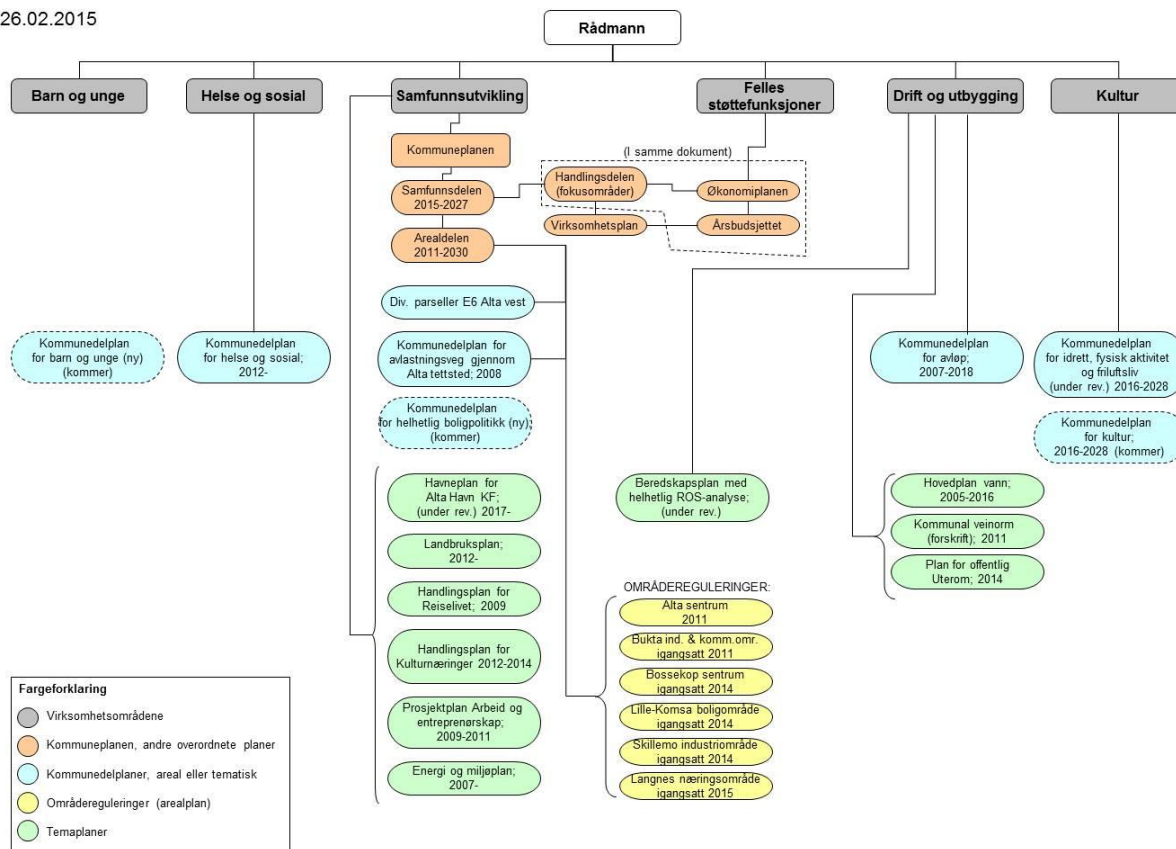 26.02.2015
Rådmann
Barn og unge
Helse og sosial
Samfunnsutvikling
Felles
støttefunksjoner
Drift og utbygging
Kultur
Kommuneplanen
(I samme dokument)
Samfunnsdelen
2015-2027
Handlingsdelen
(fokusområder)
Økonomiplanen
Virksomhetsplan
Årsbudsjettet
Arealdelen
2011-2030
Div. parseller E6 Alta vest
Kommunedelplan
for barn og unge (ny)
(kommer)
Kommunedelplan
for helse og sosial;
2012-
Kommunedelplan for
avlastningsveg gjennom
Alta tettsted; 2008
Kommunedelplan
for avløp;
2007-2018
Kommunedelplan
for idrett, fysisk aktivitet
og friluftsliv
(under rev.) 2016-2028
Kommunedelplan
for helhetlig boligpolitikk (ny)
(kommer)
Kommunedelplan
for kultur;
2016-2028 (kommer)
Havneplan for
Alta Havn KF;
(under rev.) 2017-
Beredskapsplan med
helhetlig ROS-analyse;
(under rev.)
Hovedplan vann;
2005-2016
Landbruksplan;
2012-
Kommunal veinorm
(forskrift); 2011
Handlingsplan for
Reiselivet; 2009
Plan for offentlig
Uterom; 2014
Handlingsplan for
Kulturnæringer 2012-2014
Prosjektplan Arbeid og
entreprenørskap;
2009-2011
Energi og miljøplan;
2007-
OMRÅDEREGULERINGER:
Alta sentrum
2011
Bukta ind. & komm.omr.
igangsatt 2011
Bossekop sentrum
igangsatt 2014
Lille-Komsa boligområde
igangsatt 2014
Skillemo industriområde
igangsatt 2014
Langnes næringsområde
igangsatt 2015
Fargeforklaring
Virksomhetsområdene
Kommuneplanen, andre overordnete planer
Kommunedelplaner, areal eller tematisk
Områdereguleringer (arealplan)
Temaplaner